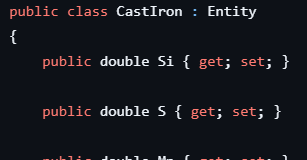 public class CastIron : Entity
{
public double Si { get; set; }
public double S { get; set; }